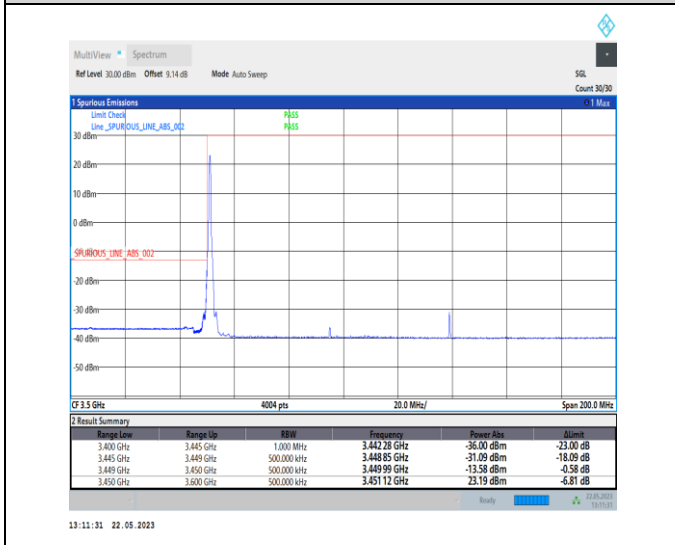 MultiView Spectrum
Ref Level 30.00 dBm Offset 9.14 dB Mode Auto Sweep SGL
Count 30/30
1 Spurious Emissions 1 Max
Limit Check PASS
Line _SPURIOUS_LINE_ABS_002 PASS
30 dBm
20 dBm
10 dBm
0 dBm
_SPURIOUS_LINE_ABS_002
-20 dBm
-30 dBm
-40 dBm
-50 dBm
CF 3.5 GHz 4004 pts 20.0 MHz/ Span 200.0 MHz
2 Result Summary
Range Low Range Up RBW Frequency Power Abs ΔLimit
3.400 GHz 3.445 GHz 1.000 MHz 3.442 28 GHz -36.00 dBm -23.00 dB
3.445 GHz 3.449 GHz 500.000 kHz 3.448 85 GHz -31.09 dBm -18.09 dB
3.449 GHz 3.450 GHz 500.000 kHz 3.449 99 GHz -13.58 dBm -0.58 dB
3.450 GHz 3.600 GHz 500.000 kHz 3.451 12 GHz 23.19 dBm -6.81 dB
Ready 22.05.2023
13:11:31
13:11:31 22.05.2023